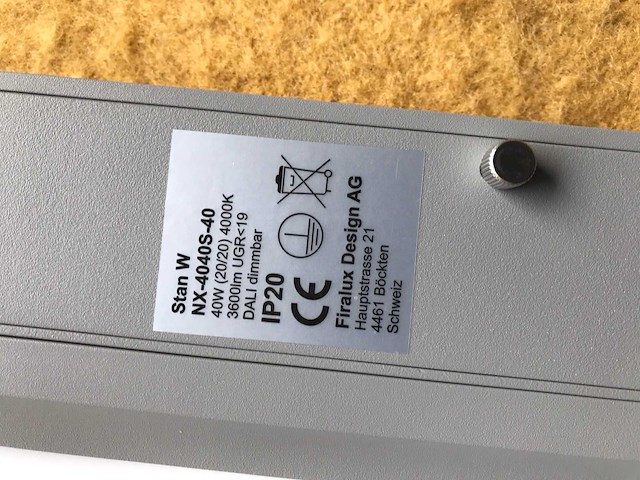 Stan W
NX-4040S-40
40W (20/20) 4000K
3600lm UGR<19
DALI dimmbar
IP20
CE
Firalux Design AG
Hauptstrasse 21
4461 Böckten
Schweiz